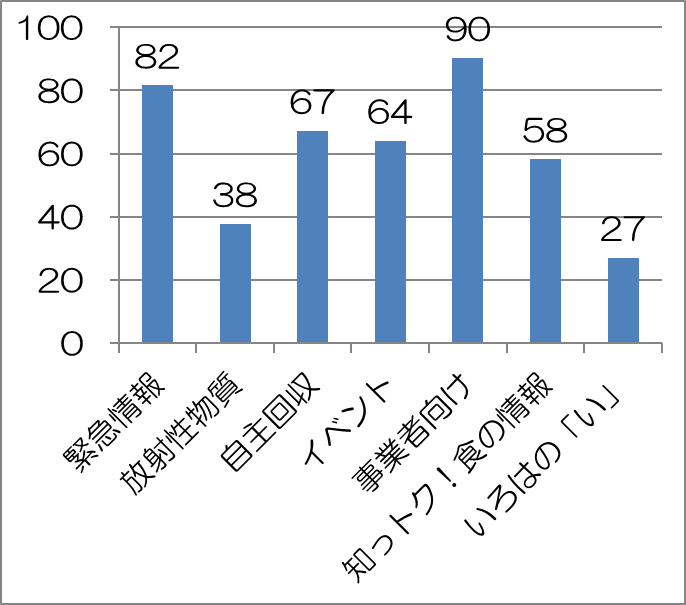 100
80
60
40
20
0
82
38
67
64
90
58
27
緊急情報
放射性物質
自主回収
イベント
事業者向け
知っトク！食の情報
いろはの「い」